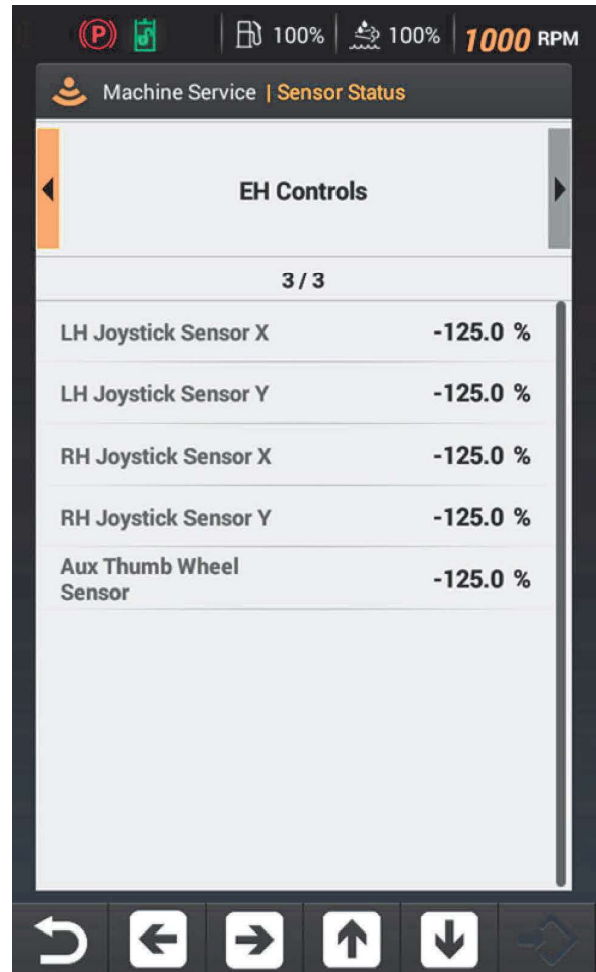 P 100% 100% 1000 RPM
Machine Service | Sensor Status
EH Controls
3 / 3
LH Joystick Sensor X -125.0 %
LH Joystick Sensor Y -125.0 %
RH Joystick Sensor X -125.0 %
RH Joystick Sensor Y -125.0 %
Aux Thumb Wheel
Sensor -125.0 %